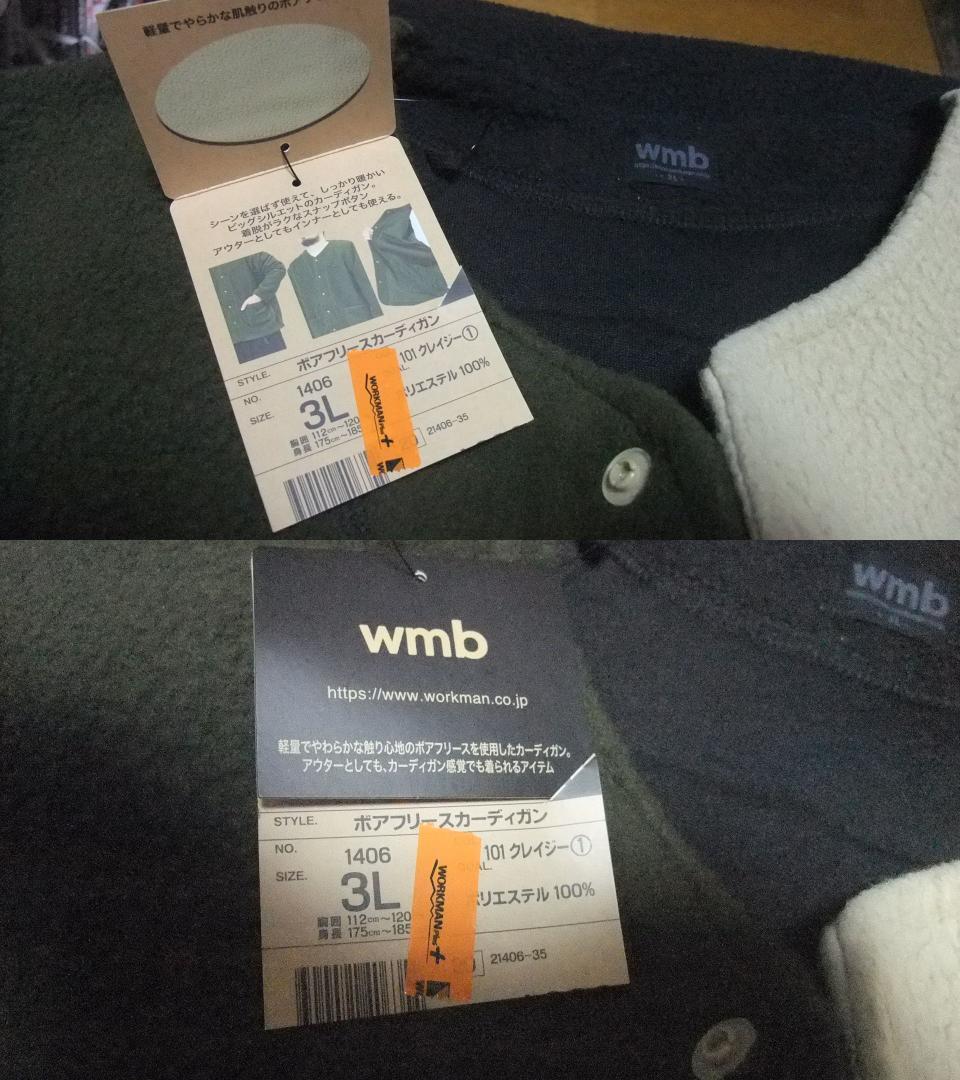 軽量でやらかな肌触りのボア
シーンを選ばず使えて、しっかり暖かい
ビッグシルエットのカーディガン。
着脱がラクなスナップボタン
アウターとしてもインナーとしても使える。
STYLE. ボアフリースカーディガン
NO. 1406 101 クレイジー①
SIZE. 3L リエステル 100%
胸囲 112cm〜120
身長 175cm〜185
21406-35
WORKMAN Plus+
wmb
3L
wmb
https://www.workman.co.jp
軽量でやわらかな触り心地のボアフリースを使用したカーディガン。
アウターとしても、カーディガン感覚でも着られるアイテム
STYLE. ボアフリースカーディガン
NO. 1406 101 クレイジー①
SIZE. 3L リエステル 100%
胸囲 112cm〜120
身長 175cm〜185
21406-35
WORKMAN Plus+
wmb